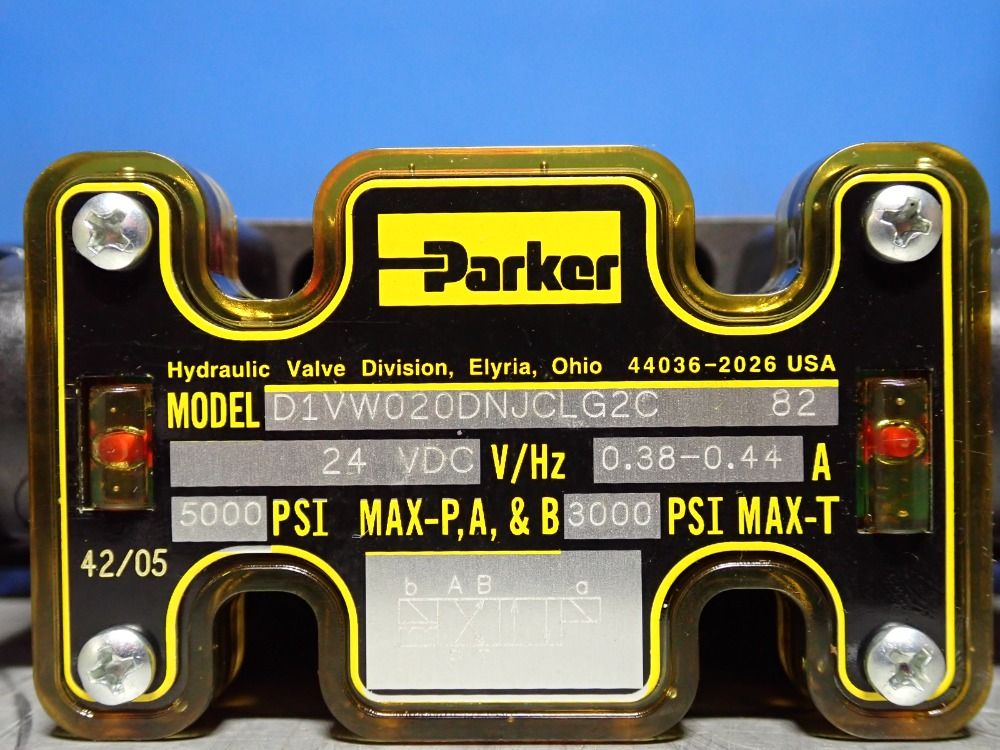 Parker
Hydraulic Valve Division, Elyria, Ohio 44036-2026 USA
MODEL D1VW020DNJCLG2C 82
24 VDC V/Hz 0.38-0.44 A
5000 PSI MAX-P,A, & B 3000 PSI MAX-T
42/05
b A B a